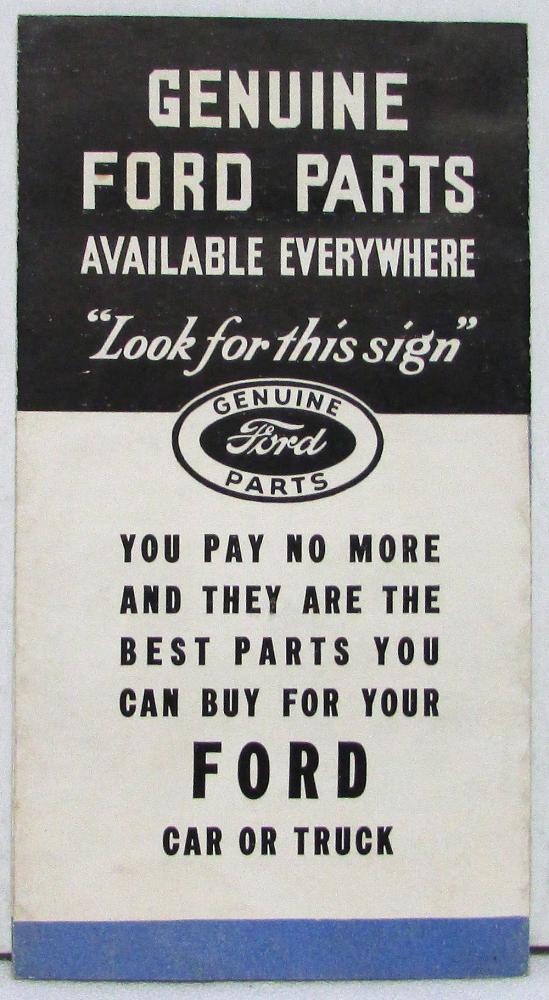 GENUINE
FORD PARTS
AVAILABLE EVERYWHERE
“Look for this sign”
GENUINE
Ford
PARTS
YOU PAY NO MORE
AND THEY ARE THE
BEST PARTS YOU
CAN BUY FOR YOUR
FORD
CAR OR TRUCK